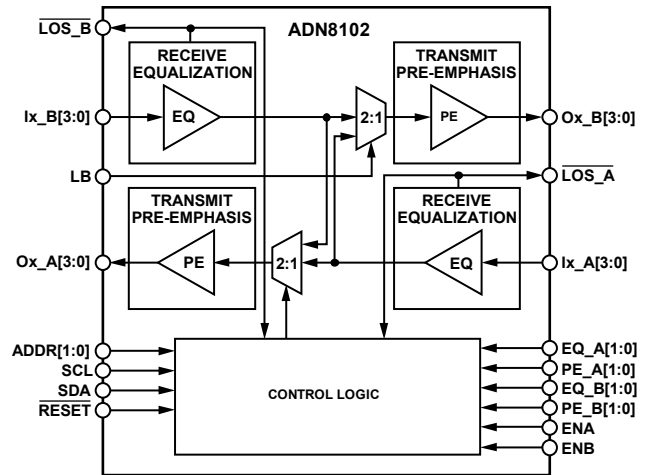 ADN8102
LOS_B
RECEIVE
EQUALIZATION
TRANSMIT
PRE-EMPHASIS
Ix_B[3:0]
EQ
2:1
PE
Ox_B[3:0]
LB
LOS_A
TRANSMIT
PRE-EMPHASIS
RECEIVE
EQUALIZATION
Ox_A[3:0]
PE
2:1
EQ
Ix_A[3:0]
ADDR[1:0]
SCL
SDA
RESET
CONTROL LOGIC
EQ_A[1:0]
PE_A[1:0]
EQ_B[1:0]
PE_B[1:0]
ENA
ENB